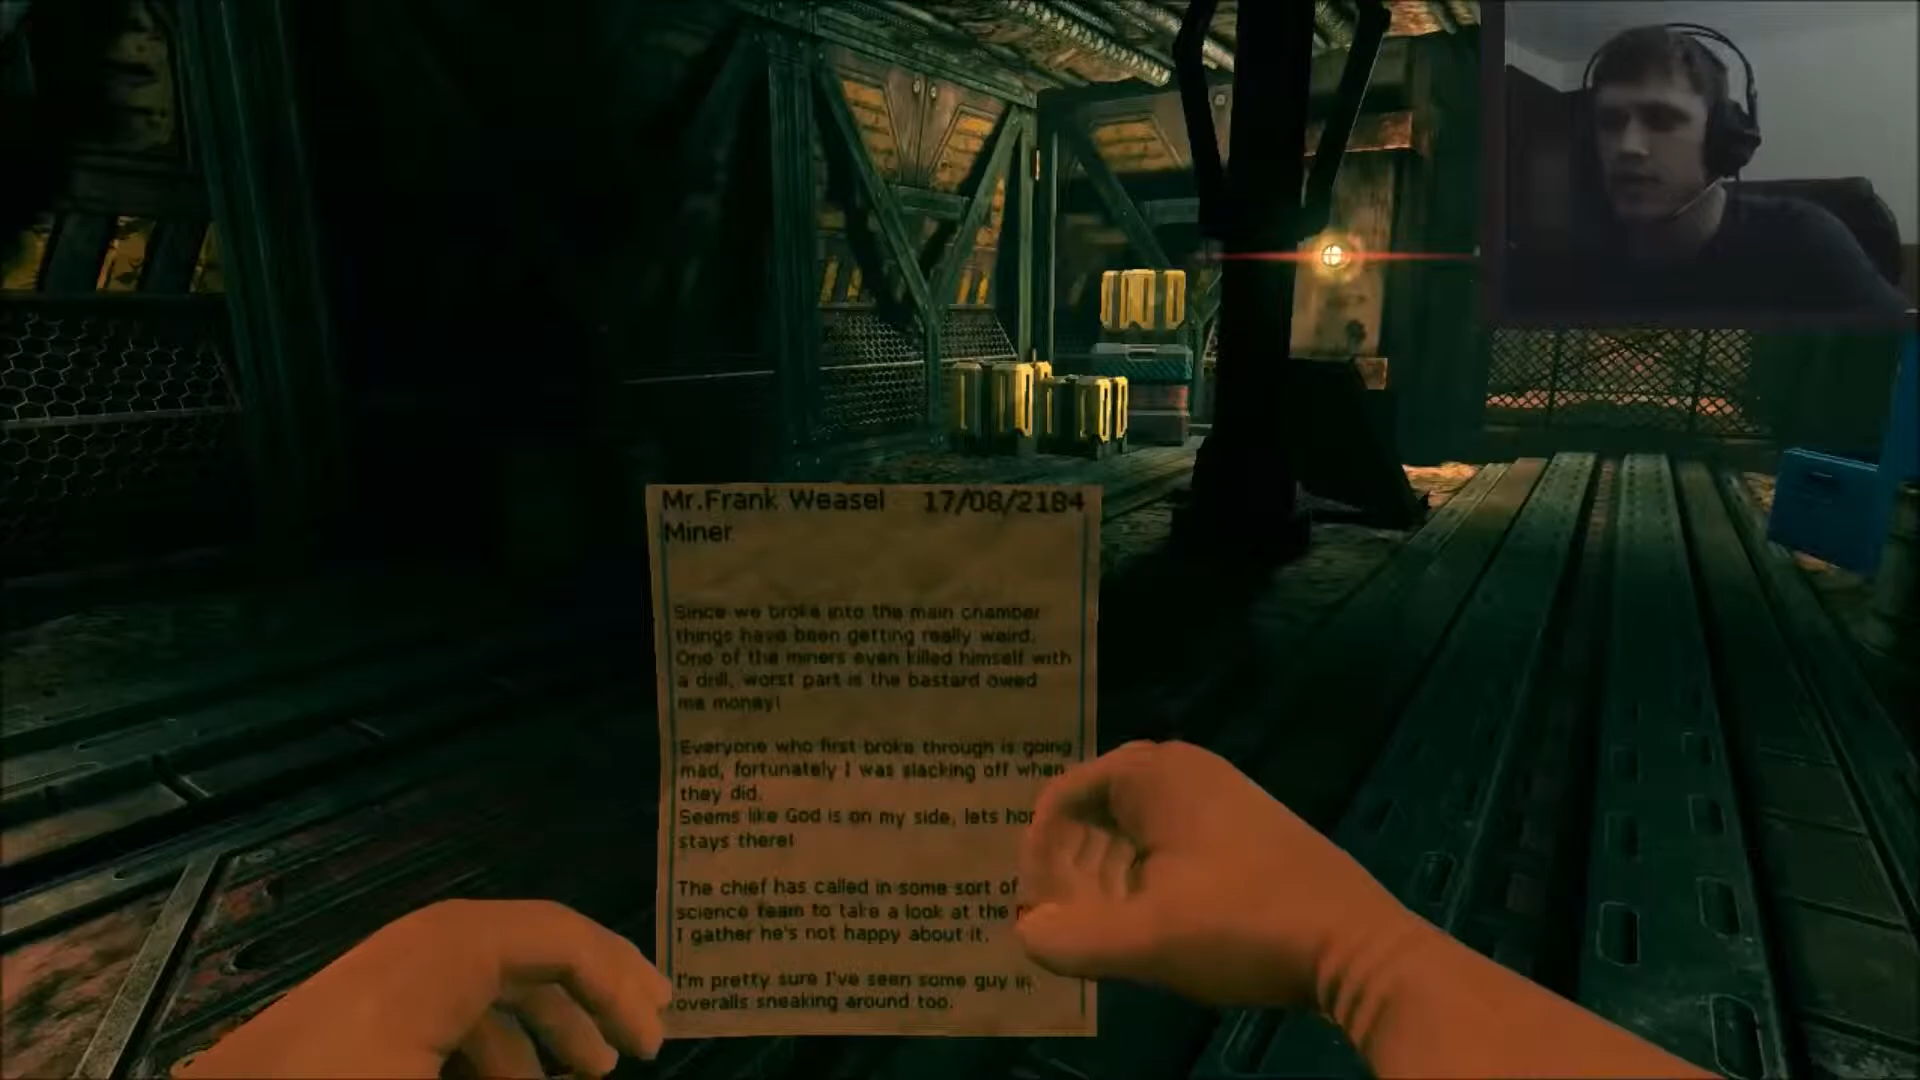 Mr.Frank Weasel 17/08/2184
Miner
Since we broke into the main chamber
things have been getting really weird.
One of the miners even killed himself with
a drill, worst part is the bastard owed
me money!
Everyone who first broke through is going
mad, fortunately I was slacking off when
they did.
Seems like God is on my side, lets
stays there!
The chief has called in some sort of
science team to take a look at the
I gather he's not happy about it.
I'm pretty sure I've seen some guy in
overalls sneaking around too.